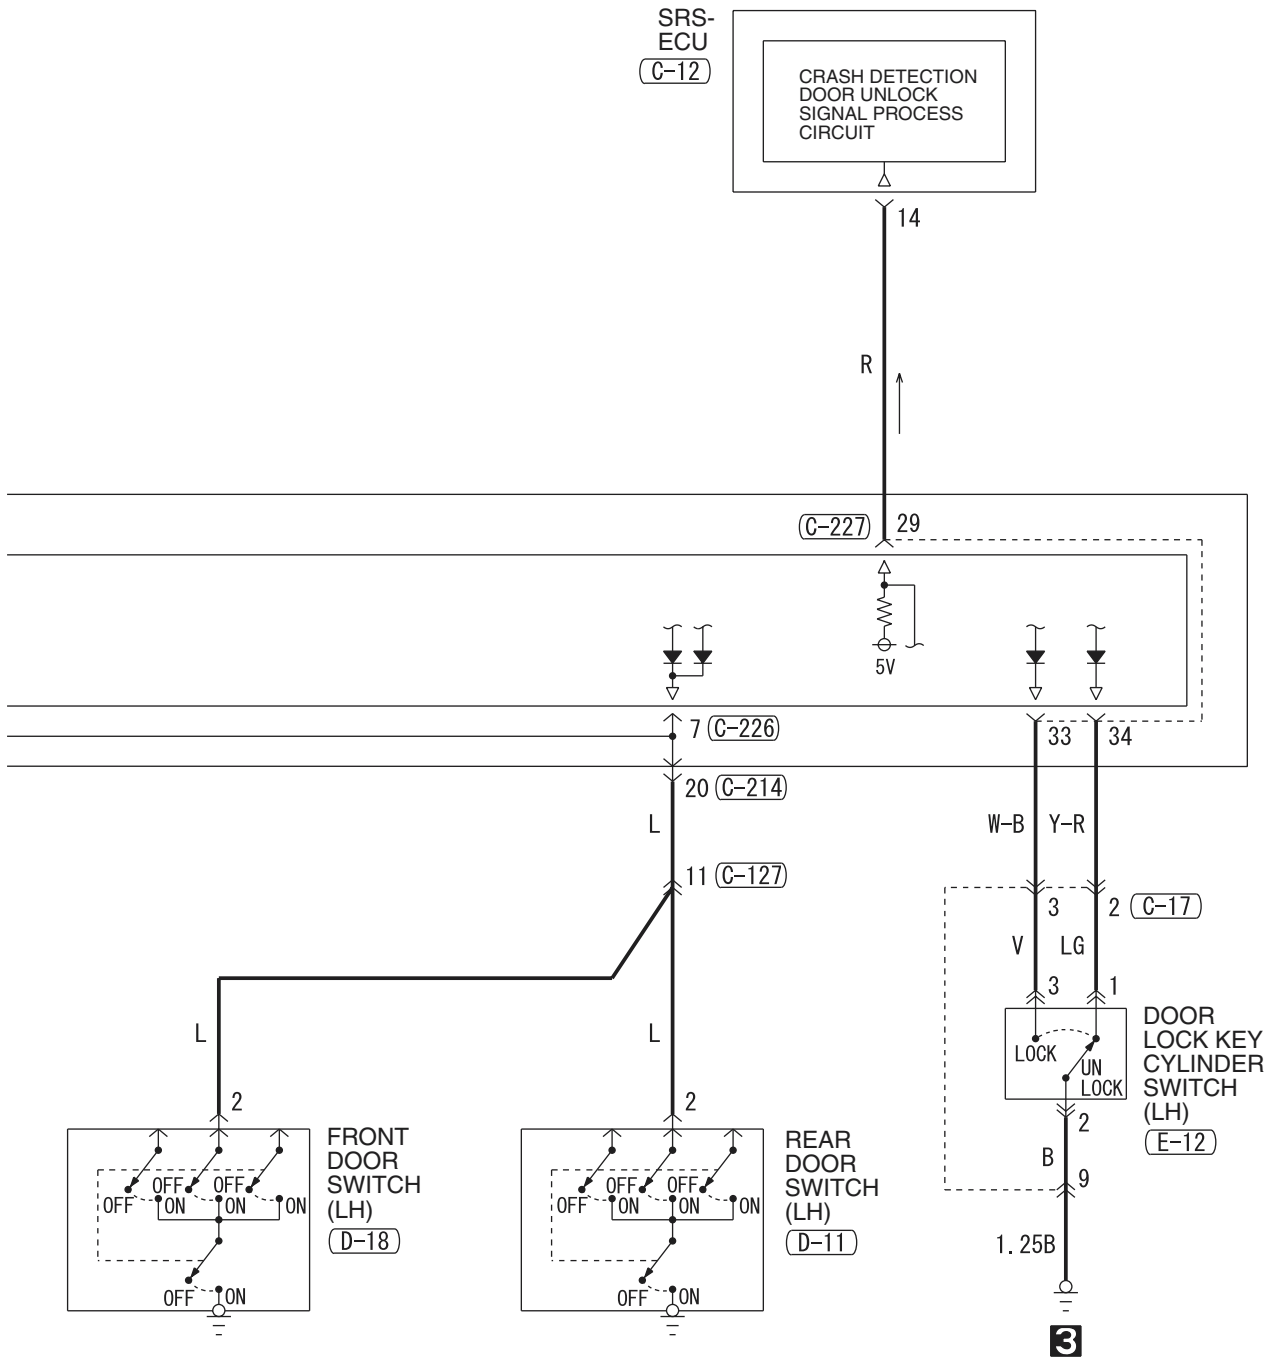 SRS-
ECU
C-12
CRASH DETECTION
DOOR UNLOCK
SIGNAL PROCESS
CIRCUIT
14
R
C-227
29
5V
7
C-226
33
34
20
C-214
L
W-B
Y-R
11
C-127
3
2
C-17
V
LG
3
1
L
L
LOCK
UN
LOCK
DOOR
LOCK KEY
CYLINDER
SWITCH
(LH)
E-12
2
2
2
B
9
1.25B
3
OFF
OFF
OFF
ON
ON
ON
OFF
ON
FRONT
DOOR
SWITCH
(LH)
D-18
OFF
OFF
OFF
ON
ON
ON
OFF
ON
REAR
DOOR
SWITCH
(LH)
D-11